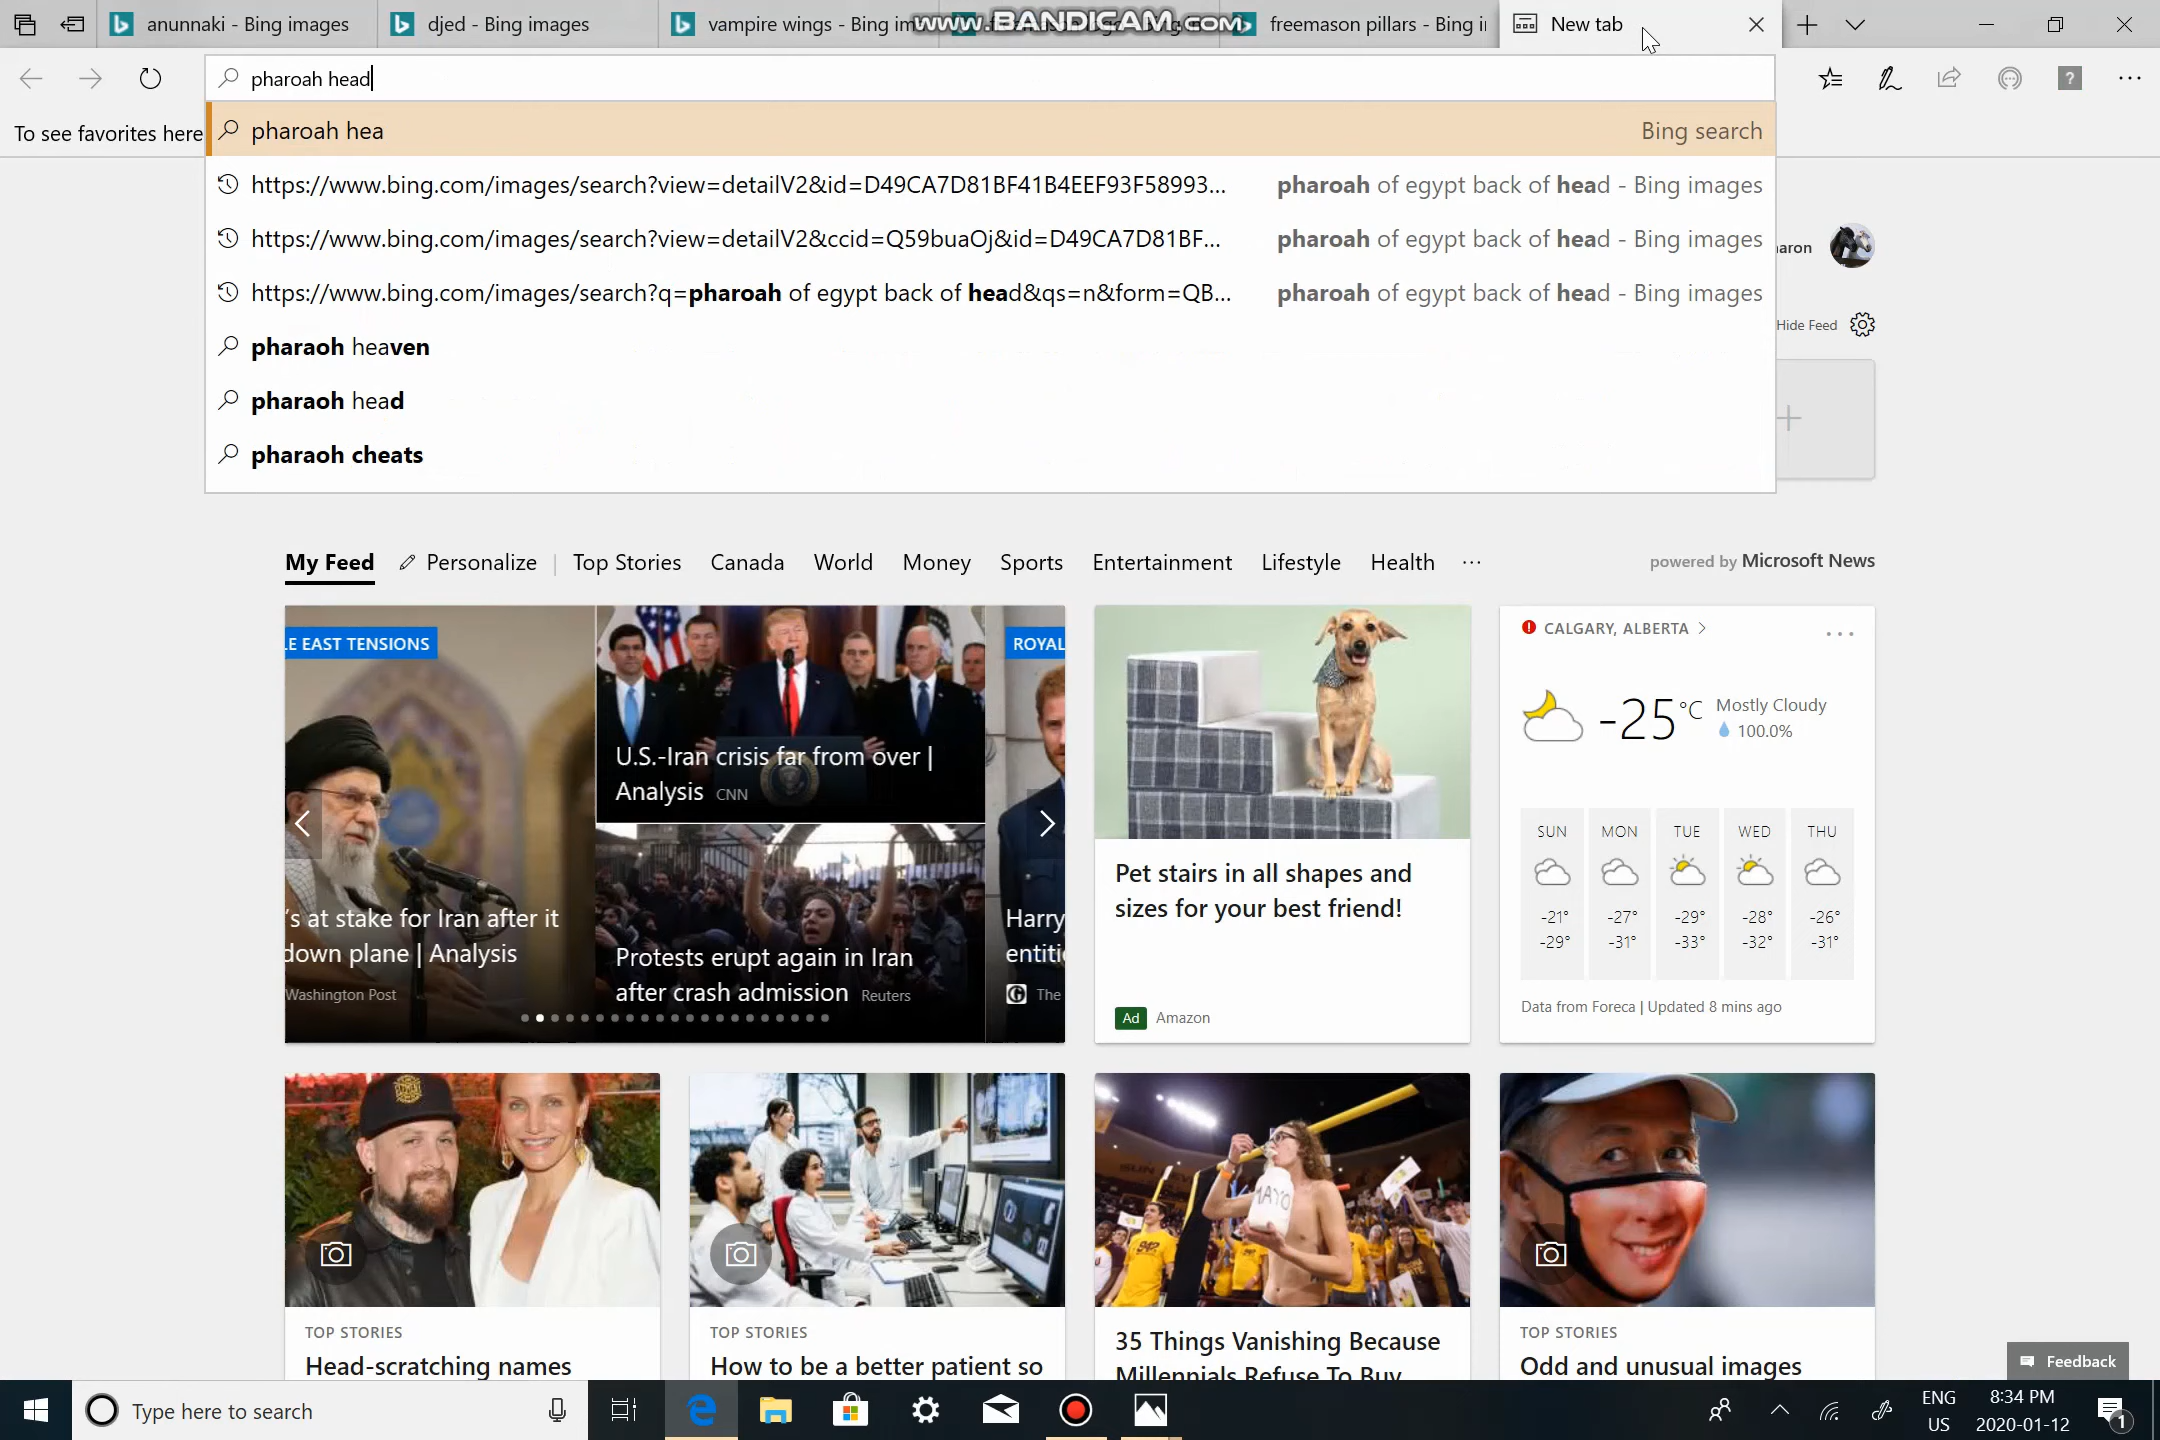 anunnaki - Bing images
djed - Bing images
vampire wings - Bing im
www.BANDICAM.com
freemason pillars - Bing i
New tab
pharoah head
To see favorites here
pharoah hea
Bing search
https://www.bing.com/images/search?view=detailV2&id=D49CA7D81BF41B4EEF93F58993...
pharoah of egypt back of head - Bing images
https://www.bing.com/images/search?view=detailV2&ccid=Q59buaOj&id=D49CA7D81BF...
pharoah of egypt back of head - Bing images
https://www.bing.com/images/search?q=pharoah of egypt back of head&qs=n&form=QB...
pharoah of egypt back of head - Bing images
aron
Hide Feed
pharaoh heaven
pharaoh head
pharaoh cheats
My Feed
Personalize
Top Stories
Canada
World
Money
Sports
Entertainment
Lifestyle
Health
powered by Microsoft News
LE EAST TENSIONS
's at stake for Iran after it
down plane | Analysis
Washington Post
U.S.-Iran crisis far from over |
Analysis CNN
Protests erupt again in Iran
after crash admission Reuters
ROYAL
Harry
entiti
The
Pet stairs in all shapes and
sizes for your best friend!
Ad Amazon
CALGARY, ALBERTA
-25 °C
Mostly Cloudy
100.0%
SUN MON TUE WED THU
-21° -27° -29° -28° -26°
-29° -31° -33° -32° -31°
Data from Foreca | Updated 8 mins ago
MAYO
TOP STORIES
Head-scratching names
TOP STORIES
How to be a better patient so
35 Things Vanishing Because
Millennials Refuse To Buy
TOP STORIES
Odd and unusual images
Feedback
Type here to search
ENG
US
8:34 PM
2020-01-12
1